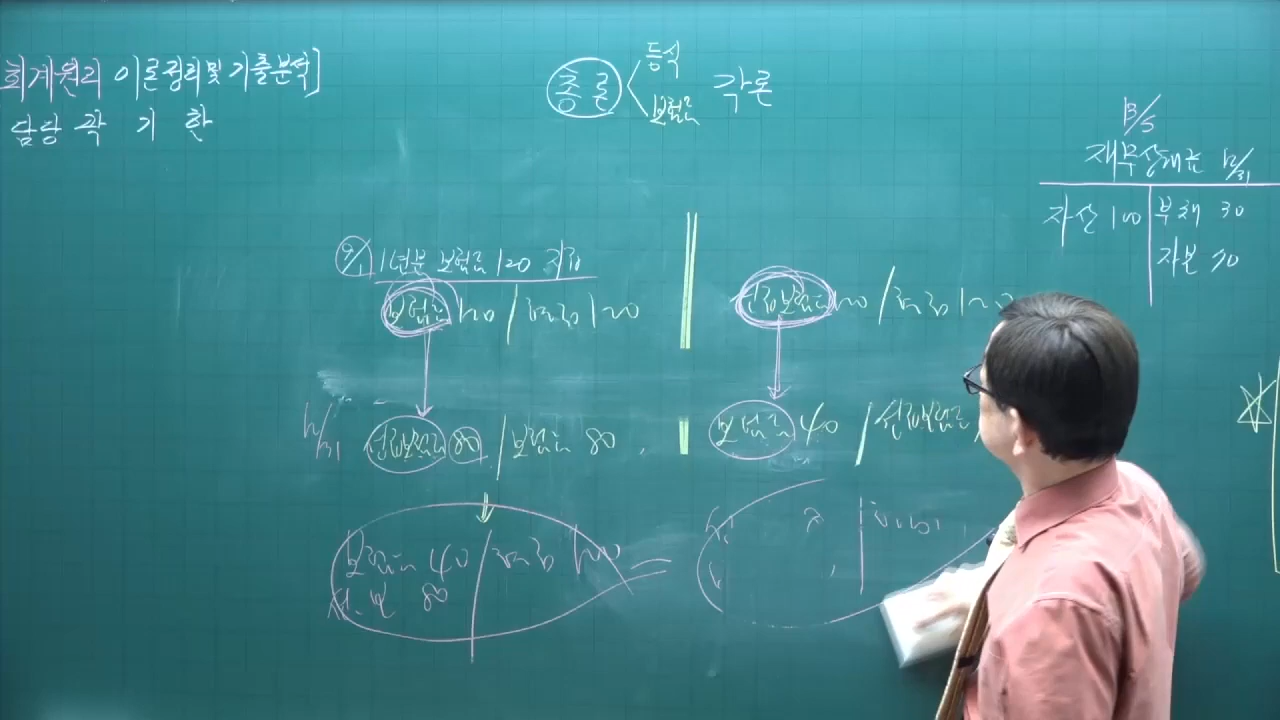 회계원리 이론정리및 기출분석]
담당 곽 기 한
총론 등식 보험료 각론
B/S
재무상태표 12/31
자산 100 부채 30
자본 70
9/1 1년분 보험료 120 지급
보험료 120 / 현금 120
선급보험료 120 / 현금 120
12/31 선급보험료 80 / 보험료 80
보험료 40 / 선급보험료
보험료 40 현금 120
선. 보 80